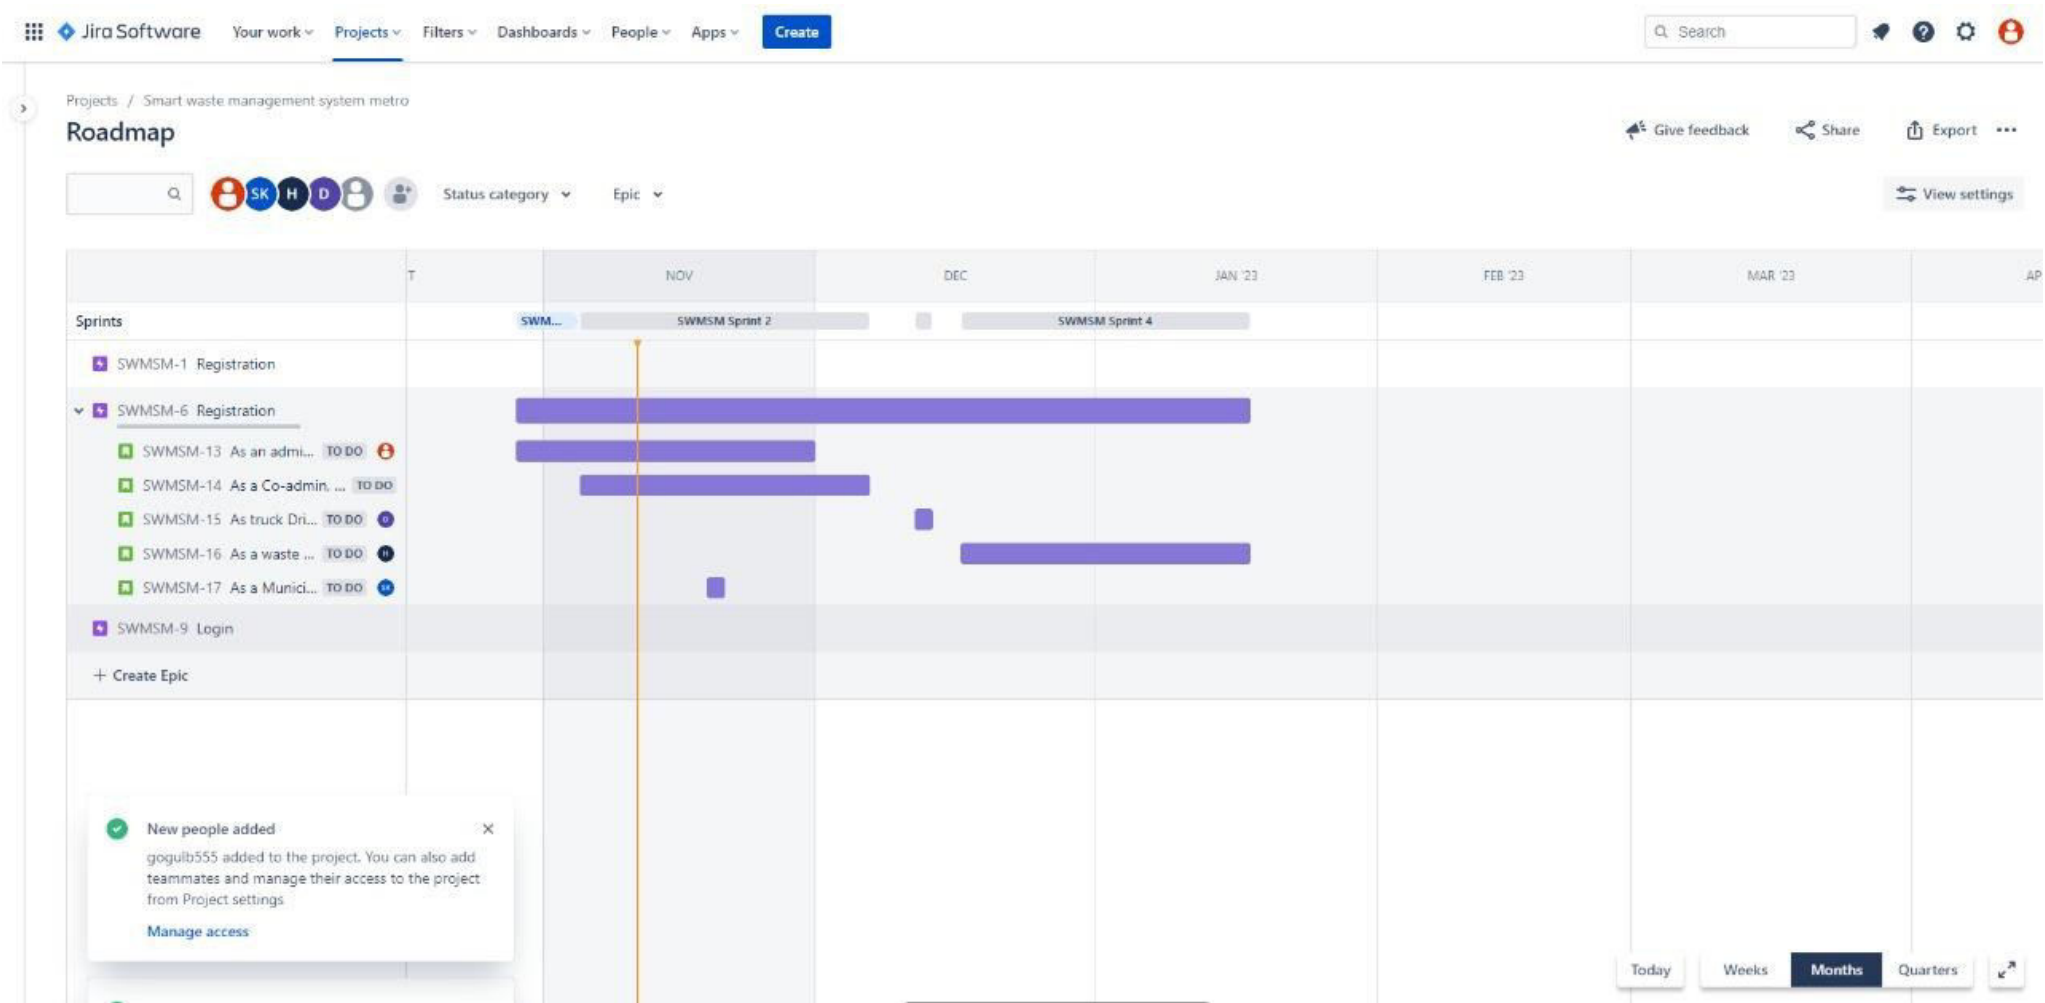 Jira Software Your work Projects Filters Dashboards People Apps Create Search
Projects / Smart waste management system metro
Roadmap
Give feedback Share Export
SK H D Status category Epic View settings
T NOV DEC JAN '23 FEB '23 MAR '23 AP
Sprints SWM... SWMSM Sprint 2 SWMSM Sprint 4
SWMSM-1 Registration
SWMSM-6 Registration
SWMSM-13 As an admi... TO DO
SWMSM-14 As a Co-admin, ... TO DO
SWMSM-15 As truck Dri... TO DO D
SWMSM-16 As a waste ... TO DO H
SWMSM-17 As a Munici... TO DO SK
SWMSM-9 Login
+ Create Epic
New people added
gogulb555 added to the project. You can also add
teammates and manage their access to the project
from Project settings
Manage access
Today Weeks Months Quarters